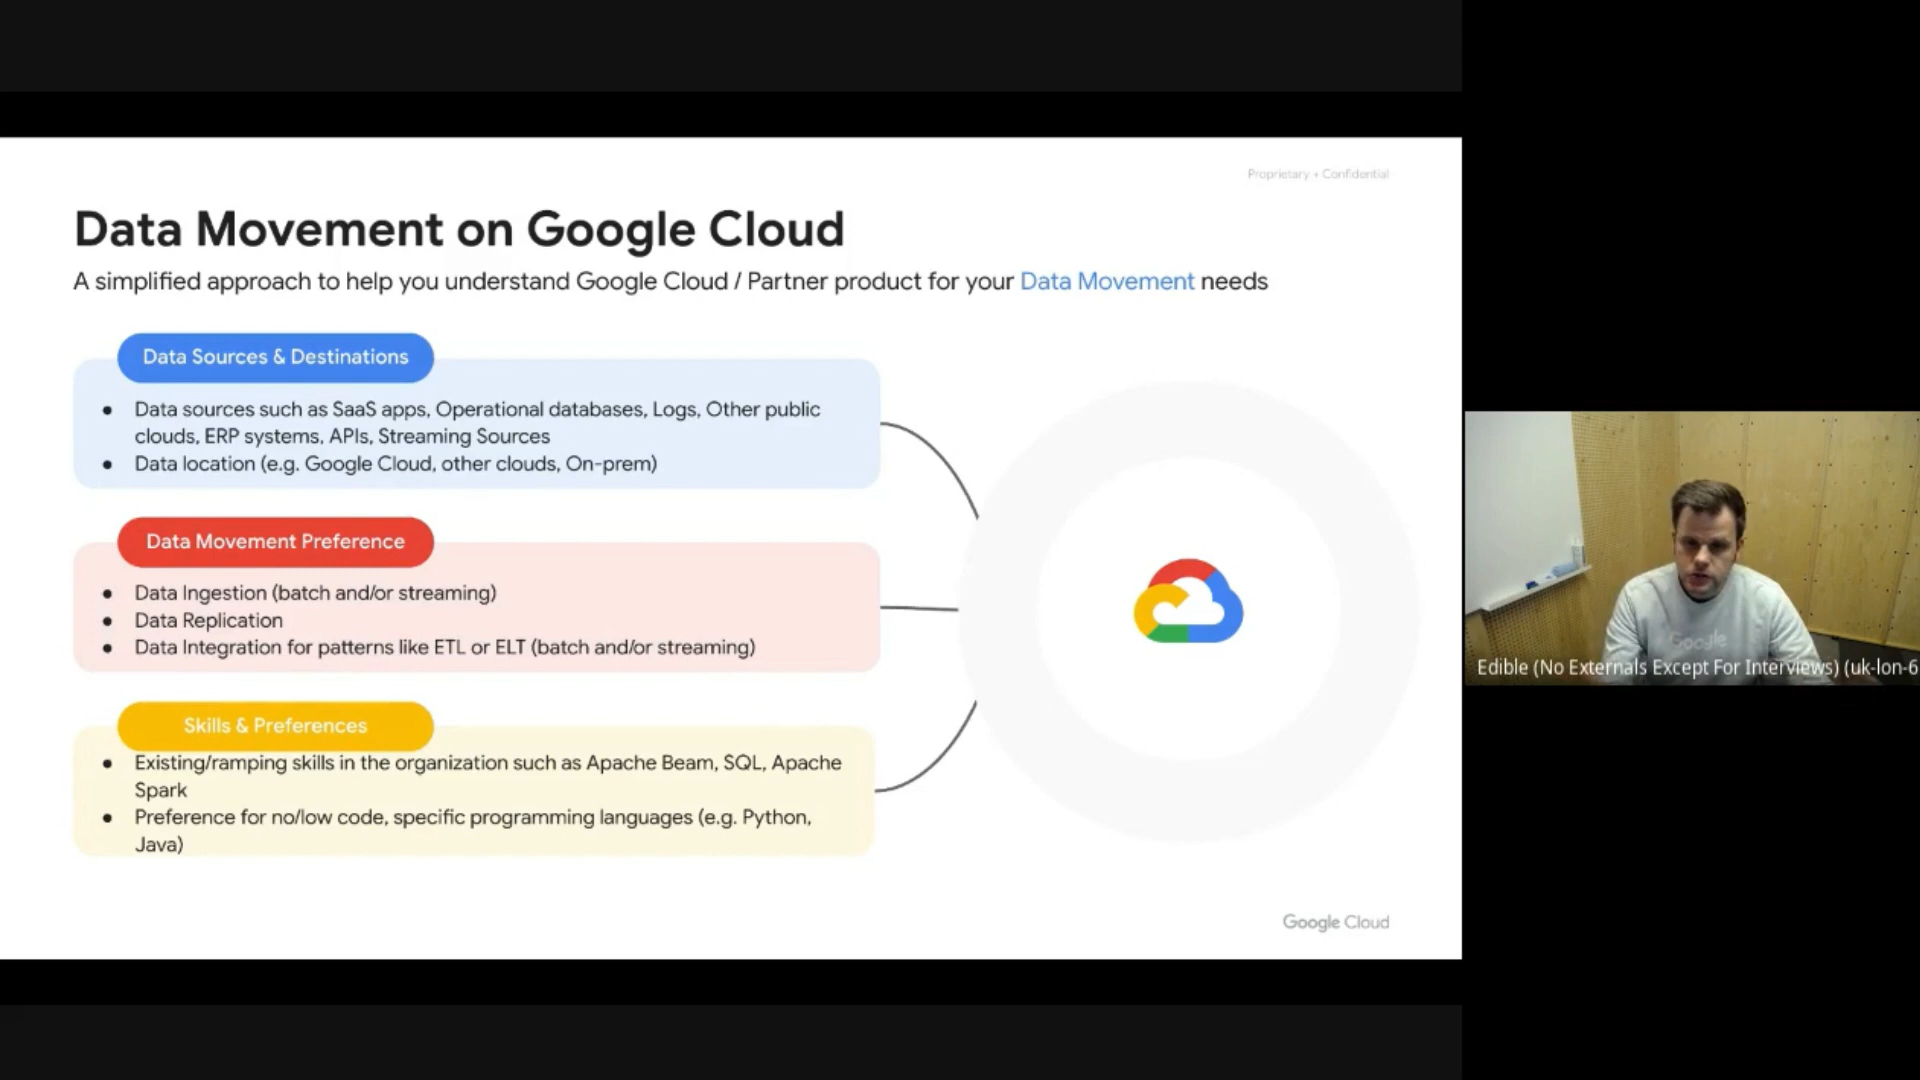 Proprietary + Confidential
Data Movement on Google Cloud
A simplified approach to help you understand Google Cloud / Partner product for your Data Movement needs
Data Sources & Destinations
● Data sources such as SaaS apps, Operational databases, Logs, Other public
clouds, ERP systems, APIs, Streaming Sources
● Data location (e.g. Google Cloud, other clouds, On-prem)
Data Movement Preference
● Data Ingestion (batch and/or streaming)
● Data Replication
● Data Integration for patterns like ETL or ELT (batch and/or streaming)
Skills & Preferences
● Existing/ramping skills in the organization such as Apache Beam, SQL, Apache
Spark
● Preference for no/low code, specific programming languages (e.g. Python,
Java)
Google Cloud
Google
Edible (No Externals Except For Interviews) (uk-lon-6